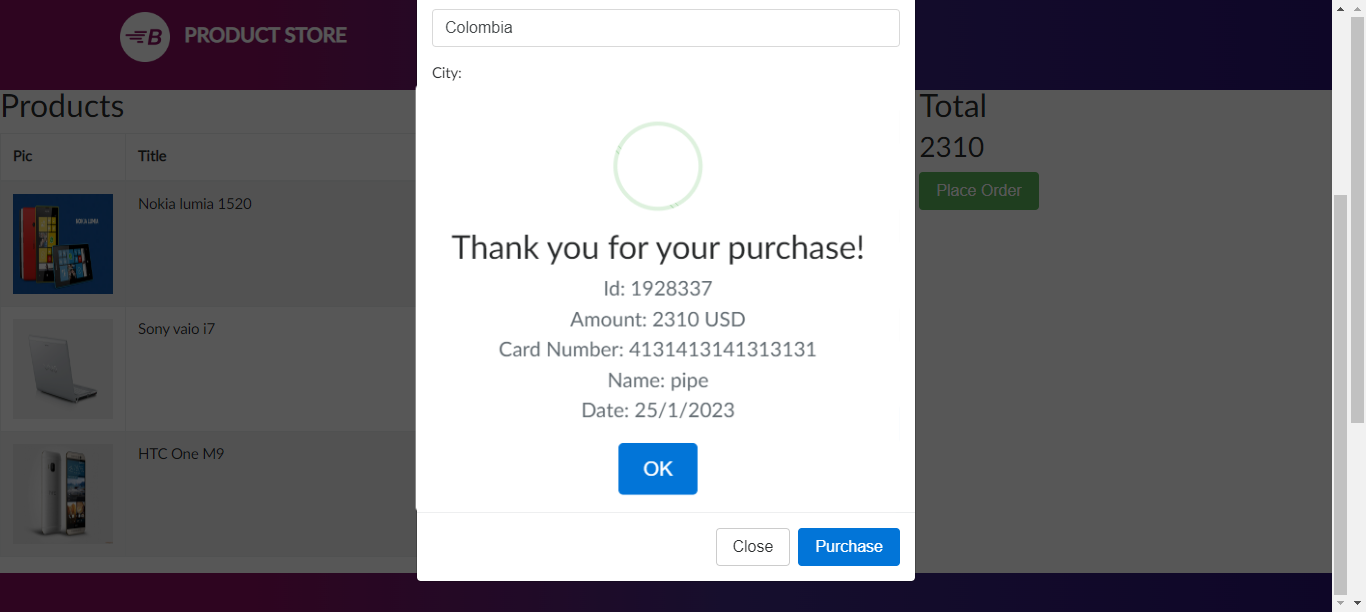 B PRODUCT STORE
Colombia
City:
Products
Total
2310
Place Order
Pic
Title
Nokia lumia 1520
NOKIA LUMIA
Sony vaio i7
HTC One M9
Thank you for your purchase!
Id: 1928337
Amount: 2310 USD
Card Number: 4131413141313131
Name: pipe
Date: 25/1/2023
OK
Close
Purchase